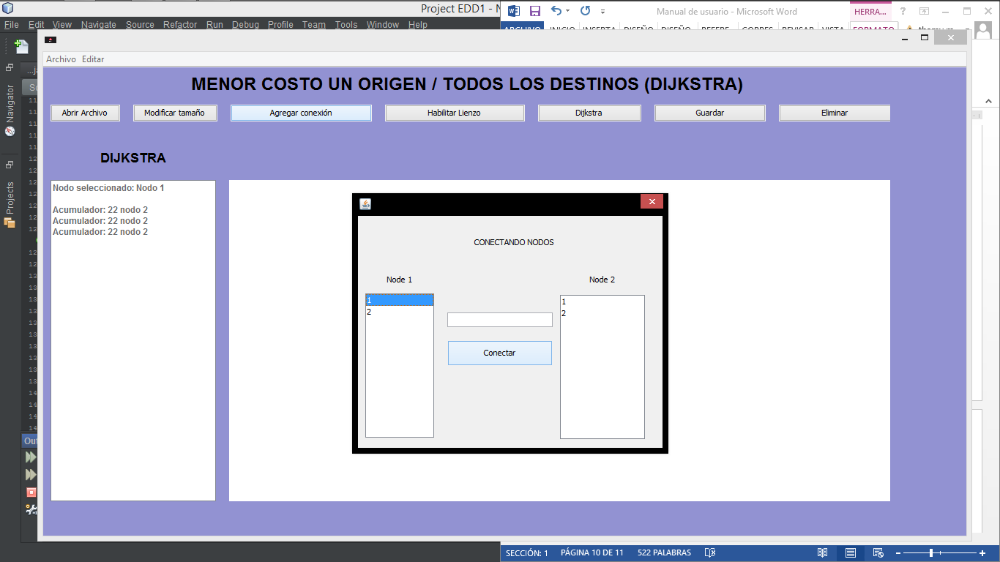 Project EDD1 - N
File Edit View Navigate Source Refactor Run Debug Profile Team Tools Window Help
Manual de usuario - Microsoft Word
HERRA...
ARCHIVO INICIO INSERTA DISEÑO DISEÑO REFERE CORRES REVISAR VISTA FORMATO
Archivo Editar
MENOR COSTO UN ORIGEN / TODOS LOS DESTINOS (DIJKSTRA)
Abrir Archivo Modificar tamaño Agregar conexión Habilitar Lienzo Dijkstra Guardar Eliminar
Navigator
Projects
DIJKSTRA
Nodo seleccionado: Nodo 1
Acumulador: 22 nodo 2
Acumulador: 22 nodo 2
Acumulador: 22 nodo 2
CONECTANDO NODOS
Node 1 Node 2
1 1
2 2
Conectar
Out
SECCIÓN: 1 PÁGINA 10 DE 11 522 PALABRAS